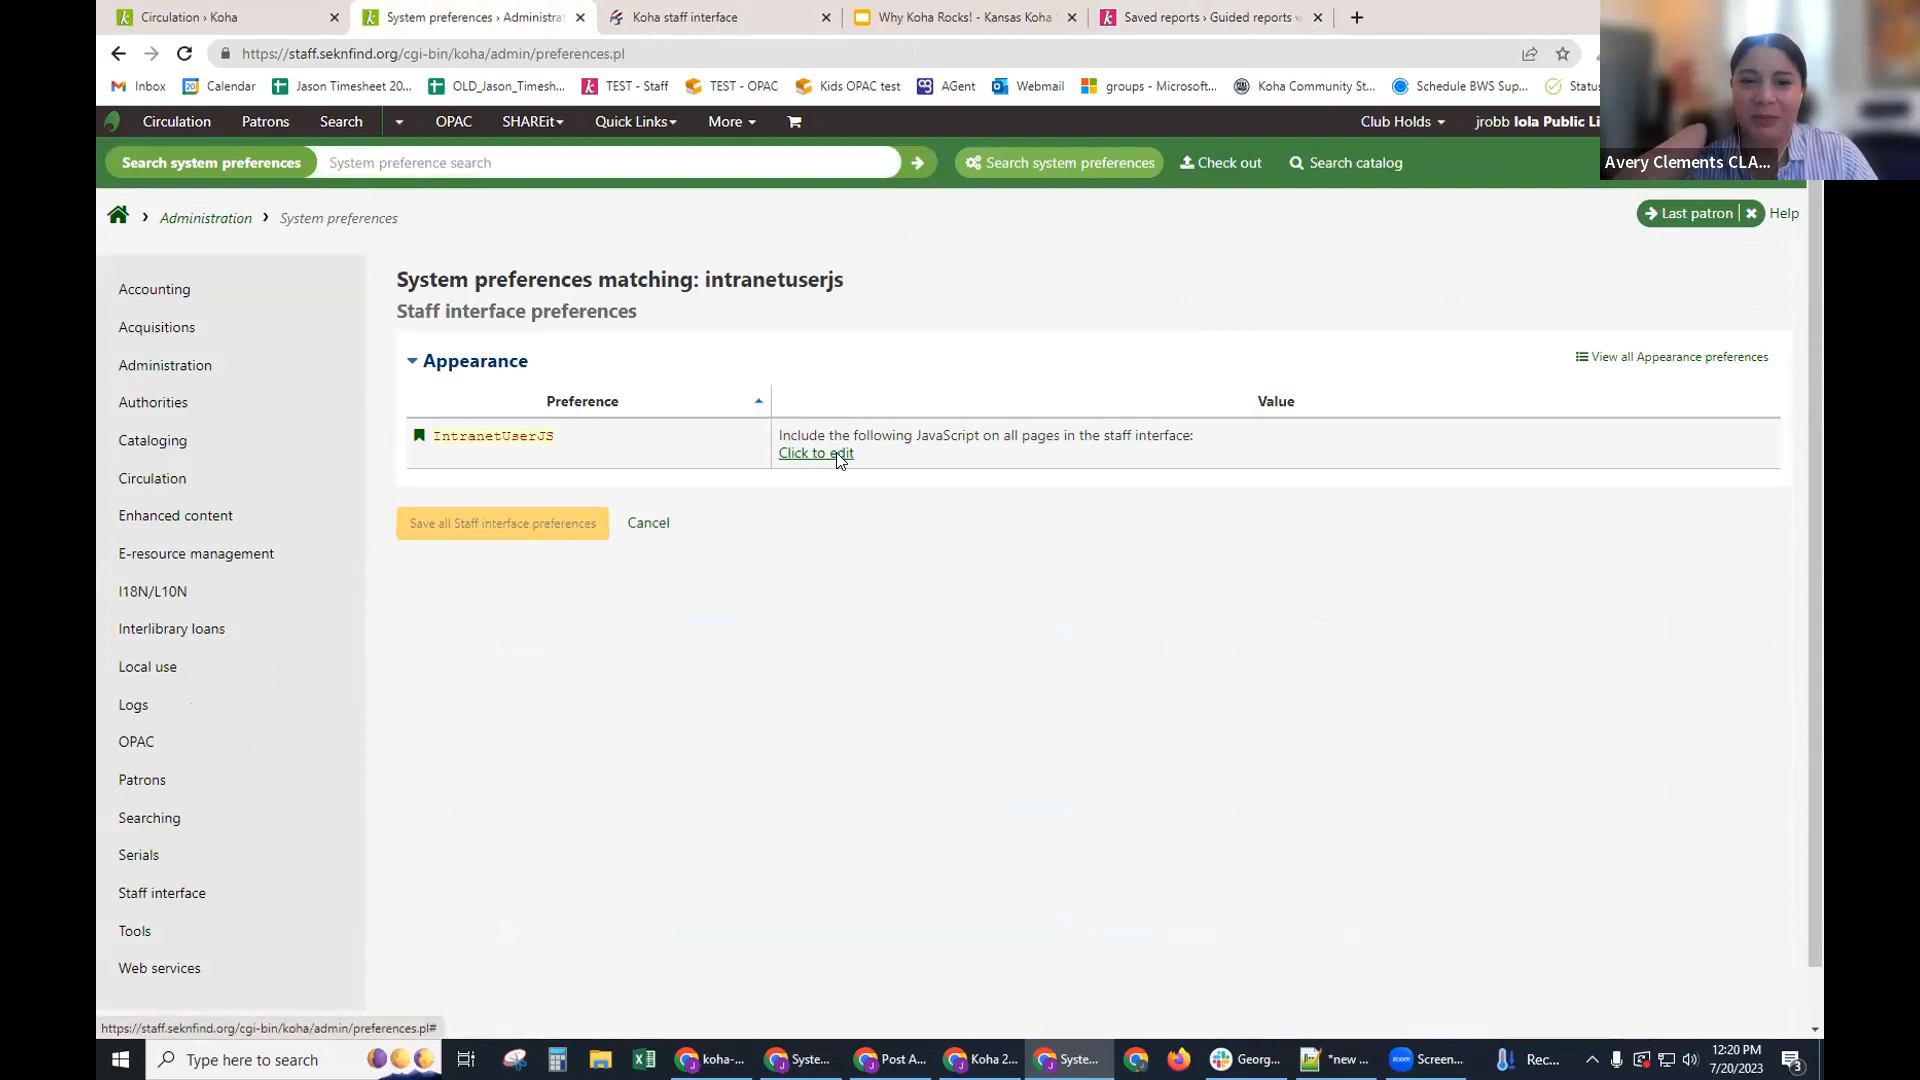 Circulation › Koha
System preferences › Administra
Koha staff interface
Why Koha Rocks! - Kansas Koha
Saved reports › Guided reports
https://staff.seknfind.org/cgi-bin/koha/admin/preferences.pl
Inbox
Calendar
Jason Timesheet 20...
OLD_Jason_Timesh...
TEST - Staff
TEST - OPAC
Kids OPAC test
AGent
Webmail
groups - Microsoft...
Koha Community St...
Schedule BWS Sup...
Status
Circulation
Patrons
Search
OPAC
SHAREit
Quick Links
More
Club Holds
jrobb Iola Public Li
Avery Clements CLA...
Search system preferences
System preference search
Search system preferences
Check out
Search catalog
Administration
System preferences
Last patron
Help
Accounting
Acquisitions
Administration
Authorities
Cataloging
Circulation
Enhanced content
E-resource management
I18N/L10N
Interlibrary loans
Local use
Logs
OPAC
Patrons
Searching
Serials
Staff interface
Tools
Web services
System preferences matching: intranetuserjs
Staff interface preferences
Appearance
View all Appearance preferences
Preference
Value
IntranetUserJS
Include the following JavaScript on all pages in the staff interface:
Click to edit
Save all Staff interface preferences
Cancel
https://staff.seknfind.org/cgi-bin/koha/admin/preferences.pl#
Type here to search
koha-...
Syste...
Post A...
Koha 2...
Syste...
Georg...
*new ...
Screen...
Rec...
12:20 PM
7/20/2023
3